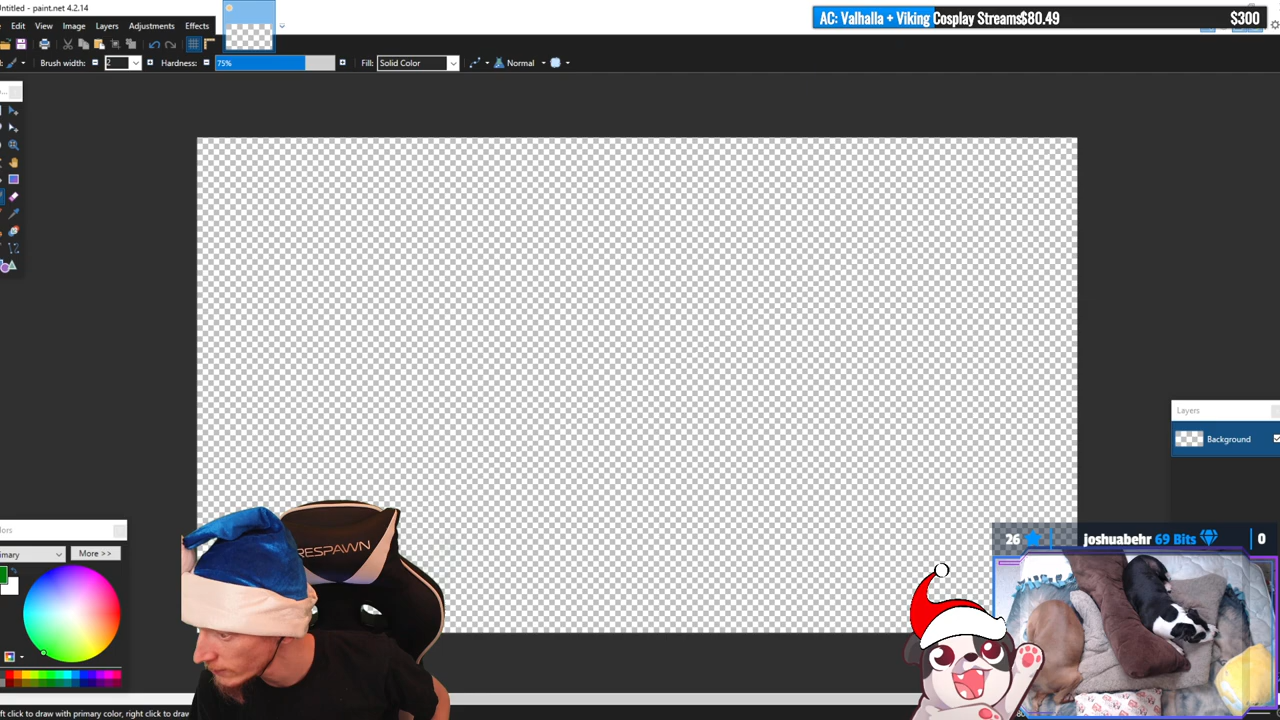 Untitled - paint.net 4.2.14
AC: Valhalla + Viking Cosplay Streams $80.49 $300
Edit View Image Layers Adjustments Effects
Brush width: 2 Hardness: 75% Fill: Solid Color Normal
Layers
Background
More >>
RESPAWN
26 joshuabehr 69 Bits 0
click to draw with primary color, right click to draw